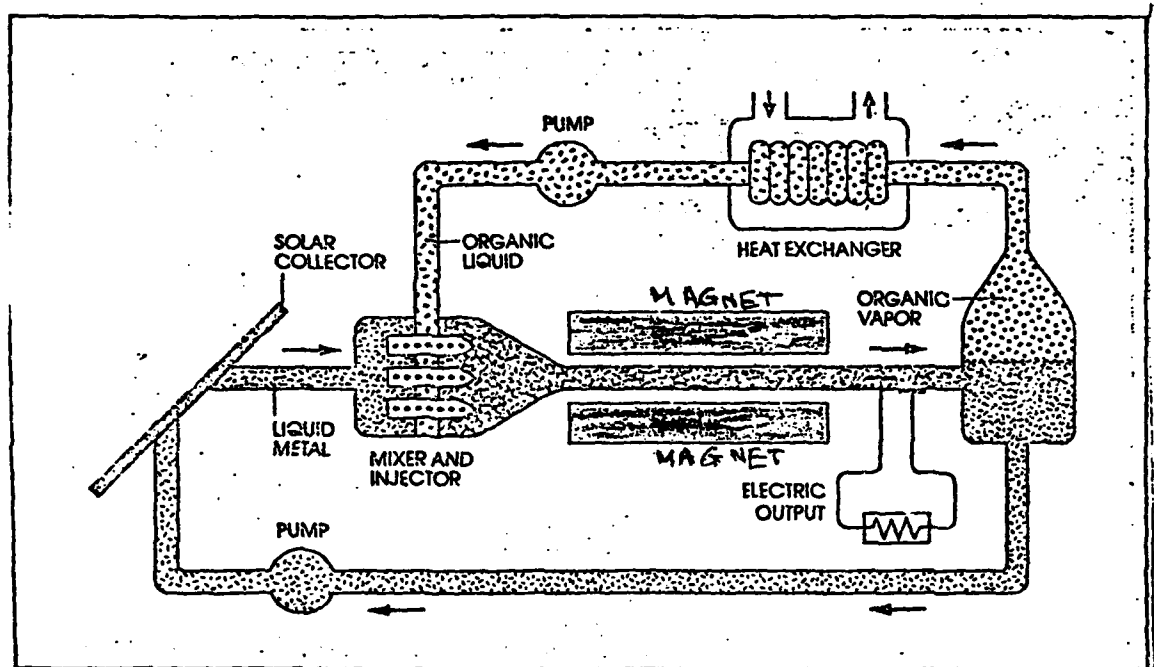 PUMP
SOLAR
COLLECTOR
ORGANIC
LIQUID
HEAT EXCHANGER
MAGNET
ORGANIC
VAPOR
LIQUID
METAL
MIXER AND
INJECTOR
MAGNET
ELECTRIC
OUTPUT
PUMP